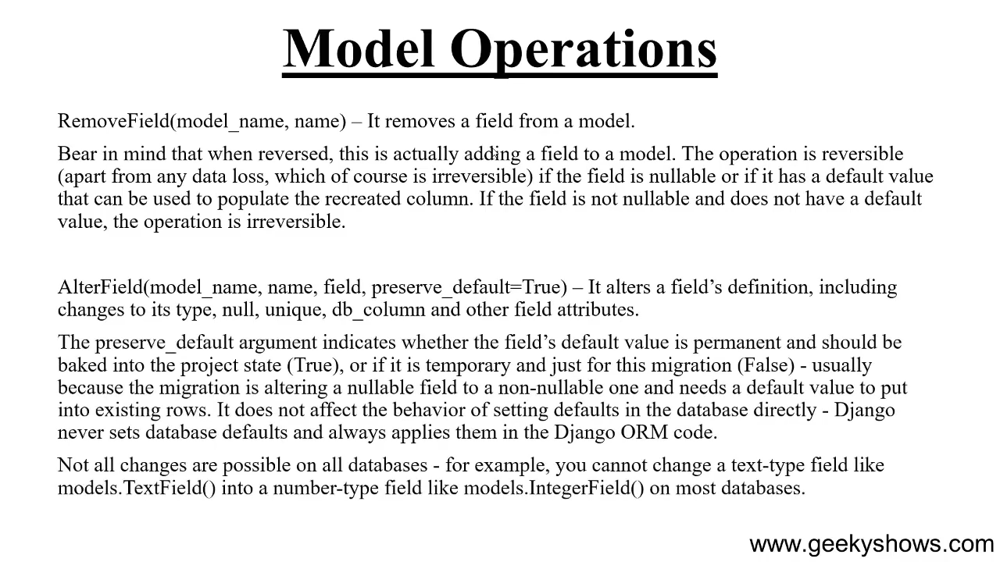 Model Operations
RemoveField(model_name, name) – It removes a field from a model.
Bear in mind that when reversed, this is actually adding a field to a model. The operation is reversible
(apart from any data loss, which of course is irreversible) if the field is nullable or if it has a default value
that can be used to populate the recreated column. If the field is not nullable and does not have a default
value, the operation is irreversible.
AlterField(model_name, name, field, preserve_default=True) – It alters a field’s definition, including
changes to its type, null, unique, db_column and other field attributes.
The preserve_default argument indicates whether the field’s default value is permanent and should be
baked into the project state (True), or if it is temporary and just for this migration (False) - usually
because the migration is altering a nullable field to a non-nullable one and needs a default value to put
into existing rows. It does not affect the behavior of setting defaults in the database directly - Django
never sets database defaults and always applies them in the Django ORM code.
Not all changes are possible on all databases - for example, you cannot change a text-type field like
models.TextField() into a number-type field like models.IntegerField() on most databases.
www.geekyshows.com